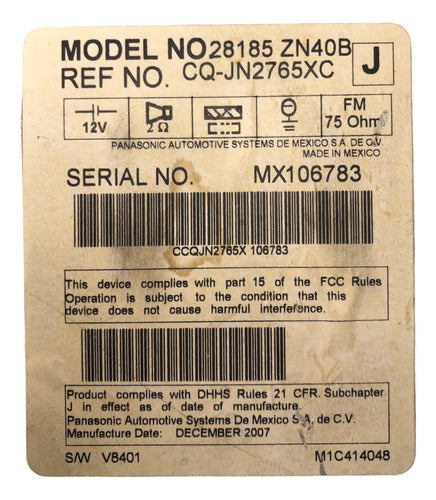 MODEL NO 28185 ZN40B
REF NO. CQ-JN2765XC J
12V 2 Ω FM
75 Ohm
PANASONIC AUTOMOTIVE SYSTEMS DE MEXICO S.A. DE C.V.
MADE IN MEXICO
SERIAL NO. MX106783
CCQJN2765X 106783
This device complies with part 15 of the FCC Rules
Operation is subject to the condition that this
device does not cause harmful interference.
Product complies with DHHS Rules 21 CFR. Subchapter
J in effect as of date of manufacture.
Panasonic Automotive Systems De Mexico S.A, de C.V.
Manufacture Date: DECEMBER 2007
S/W V8401 M1C414048